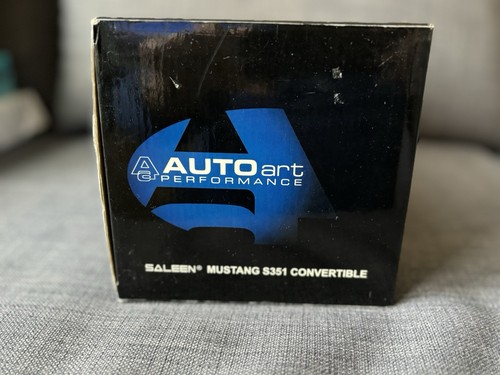 AUTOart
PERFORMANCE
SALEEN® MUSTANG S351 CONVERTIBLE